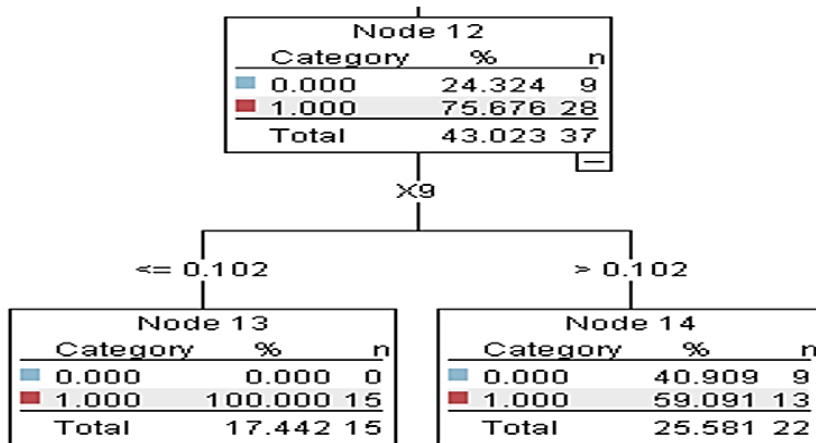 Node 12
Category % n
0.000 24.324 9
1.000 75.676 28
Total 43.023 37
X9
<= 0.102 > 0.102
Node 13
Category % n
0.000 0.000 0
1.000 100.000 15
Total 17.442 15
Node 14
Category % n
0.000 40.909 9
1.000 59.091 13
Total 25.581 22